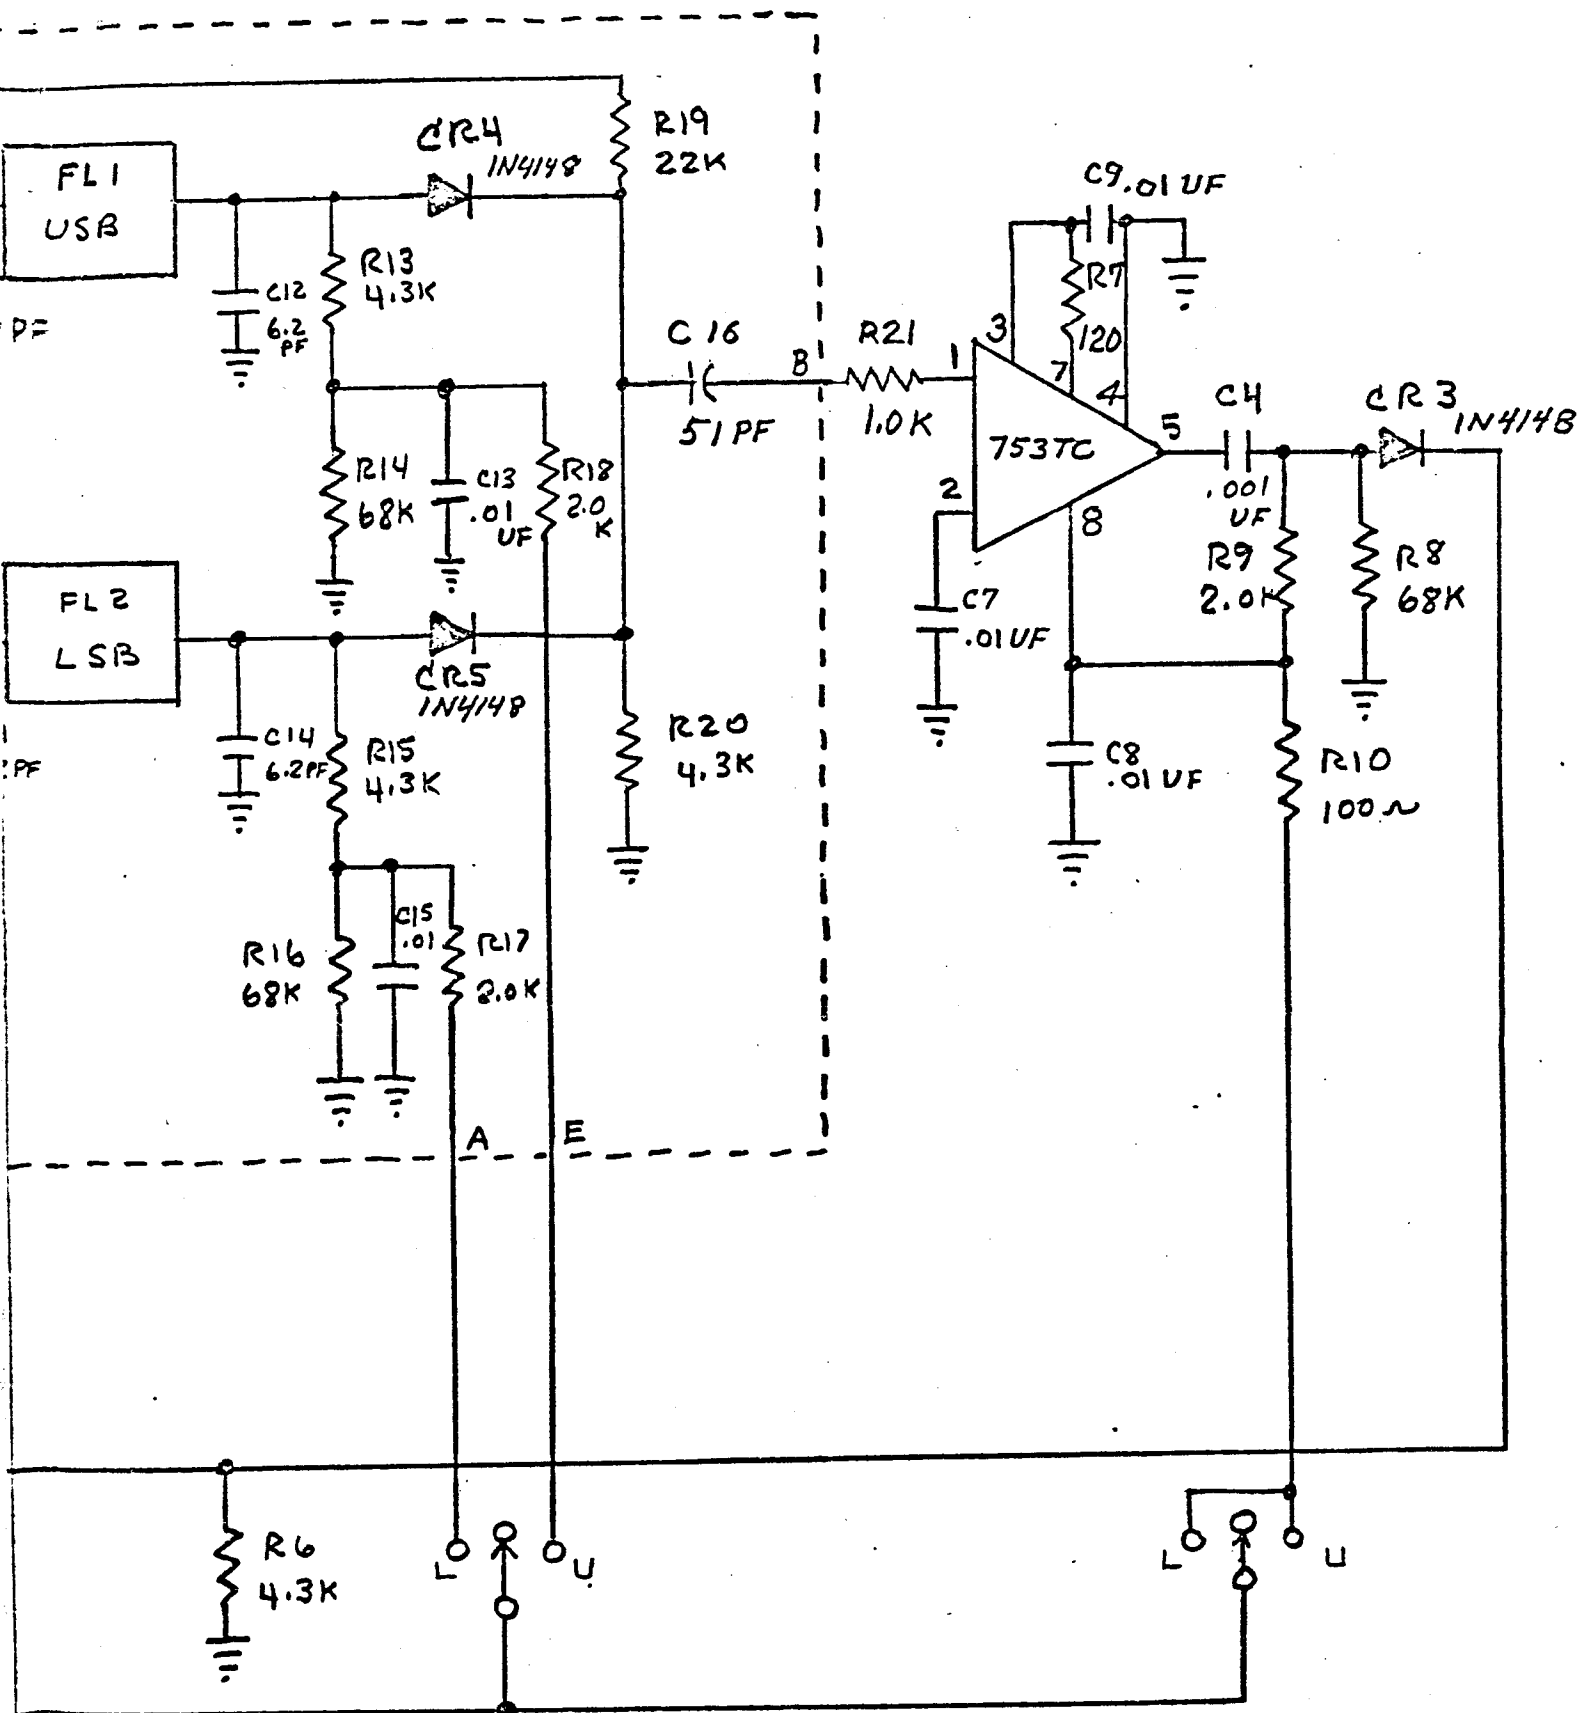 FL1
USB
CR4
1N4148
R19
22K
C12
6.2
PF
R13
4.3K
PF
C16
51PF
B
R21
1.0K
C9 .01 UF
R7
120
3
1
7
4
5
753TC
2
8
C4
.001
UF
CR3
1N4148
R14
68K
C13
.01
UF
R18
2.0
K
R9
2.0K
R8
68K
C7
.01UF
FL2
LSB
CR5
1N4148
C14
6.2PF
R15
4.3K
PF
R20
4.3K
C8
.01UF
R10
100 ~
C15
.01
R16
68K
R17
2.0K
A
E
R6
4.3K
L
U
L
U